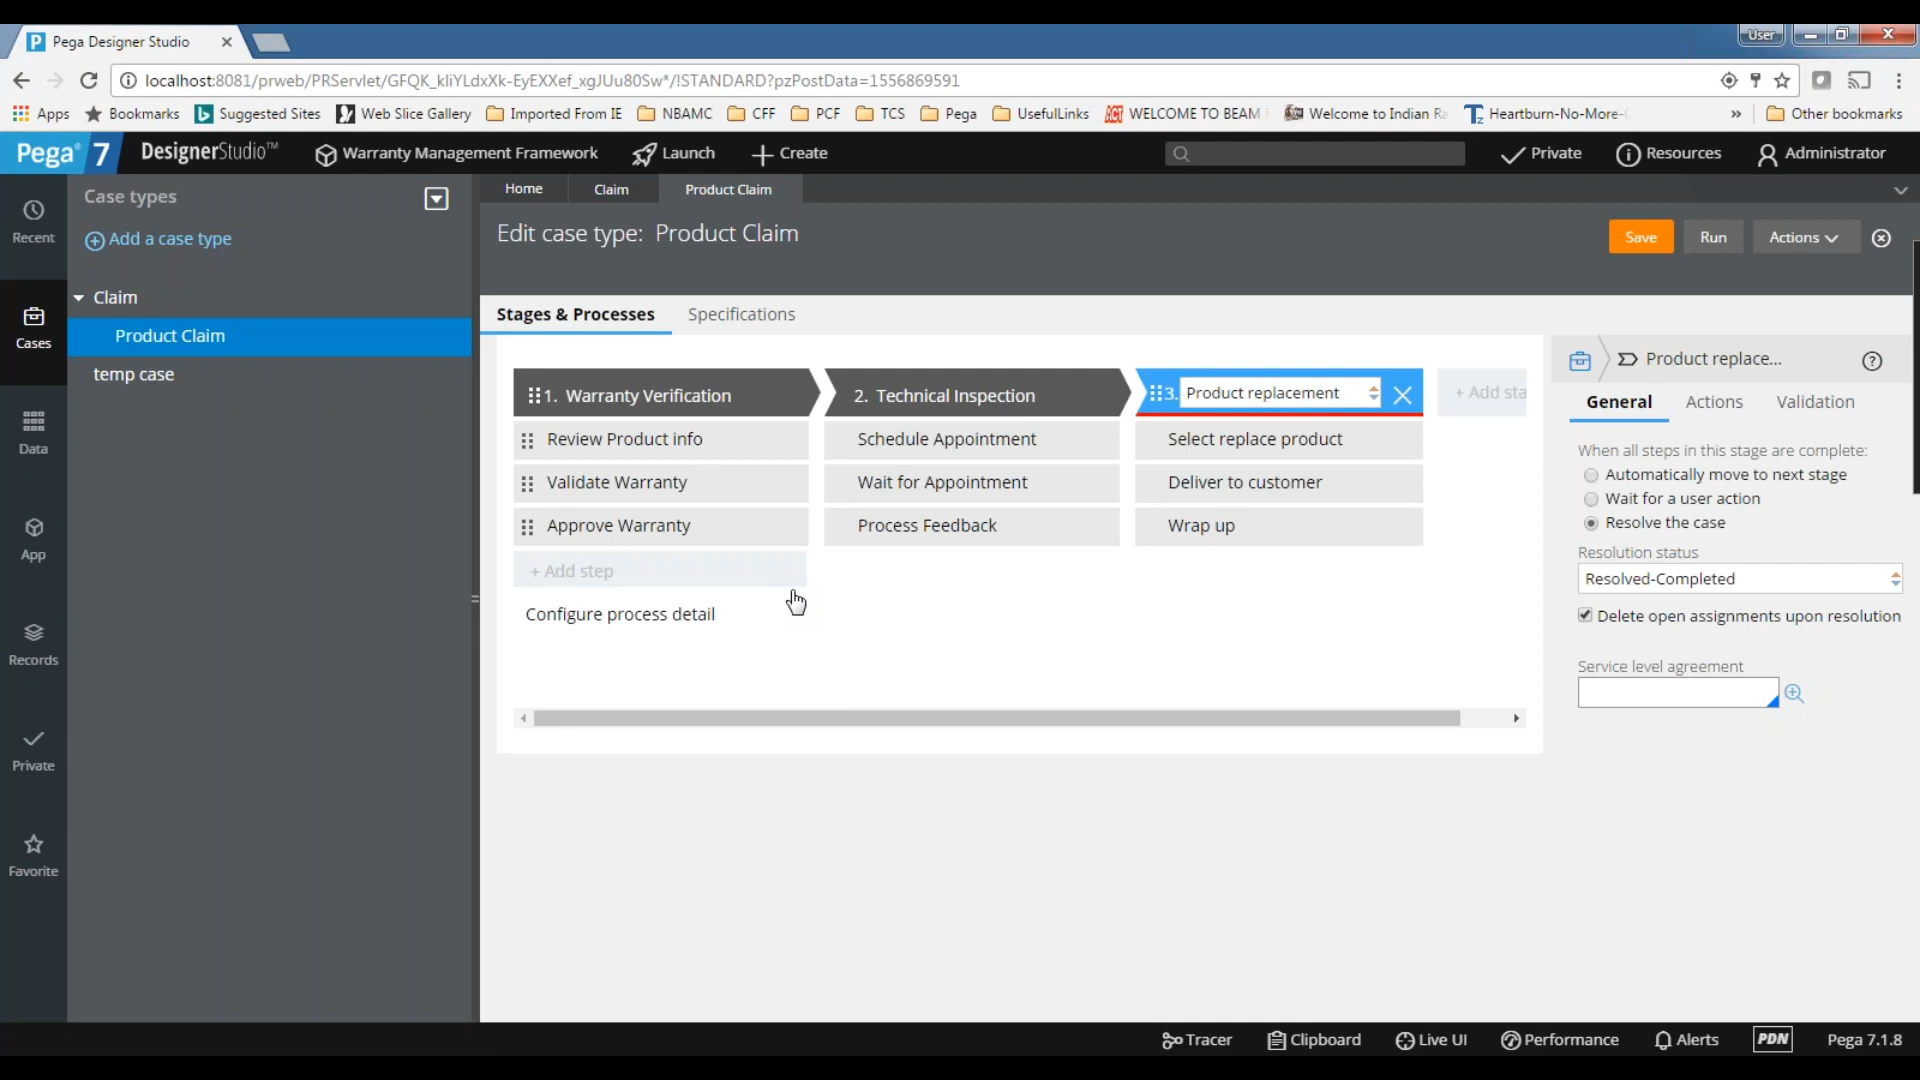 Pega Designer Studio
User
localhost:8081/prweb/PRServlet/GFQK_kliYLdxXk-EyEXXef_xgJUu80Sw*/!STANDARD?pzPostData=1556869591
Apps Bookmarks Suggested Sites Web Slice Gallery Imported From IE NBAMC CFF PCF TCS Pega UsefulLinks WELCOME TO BEAM Welcome to Indian Ra Heartburn-No-More- » Other bookmarks
Pega 7 DesignerStudio™ Warranty Management Framework Launch Create Private Resources Administrator
Recent
Cases
Data
App
Records
Private
Favorite
Case types
Add a case type
Claim
Product Claim
temp case
Home Claim Product Claim
Edit case type: Product Claim
Save Run Actions
Stages & Processes Specifications
1. Warranty Verification
Review Product info
Validate Warranty
Approve Warranty
+ Add step
Configure process detail
2. Technical Inspection
Schedule Appointment
Wait for Appointment
Process Feedback
3. Product replacement
Select replace product
Deliver to customer
Wrap up
+ Add sta
Product replace...
General Actions Validation
When all steps in this stage are complete:
Automatically move to next stage
Wait for a user action
Resolve the case
Resolution status
Resolved-Completed
Delete open assignments upon resolution
Service level agreement
Tracer Clipboard Live UI Performance Alerts PDN Pega 7.1.8